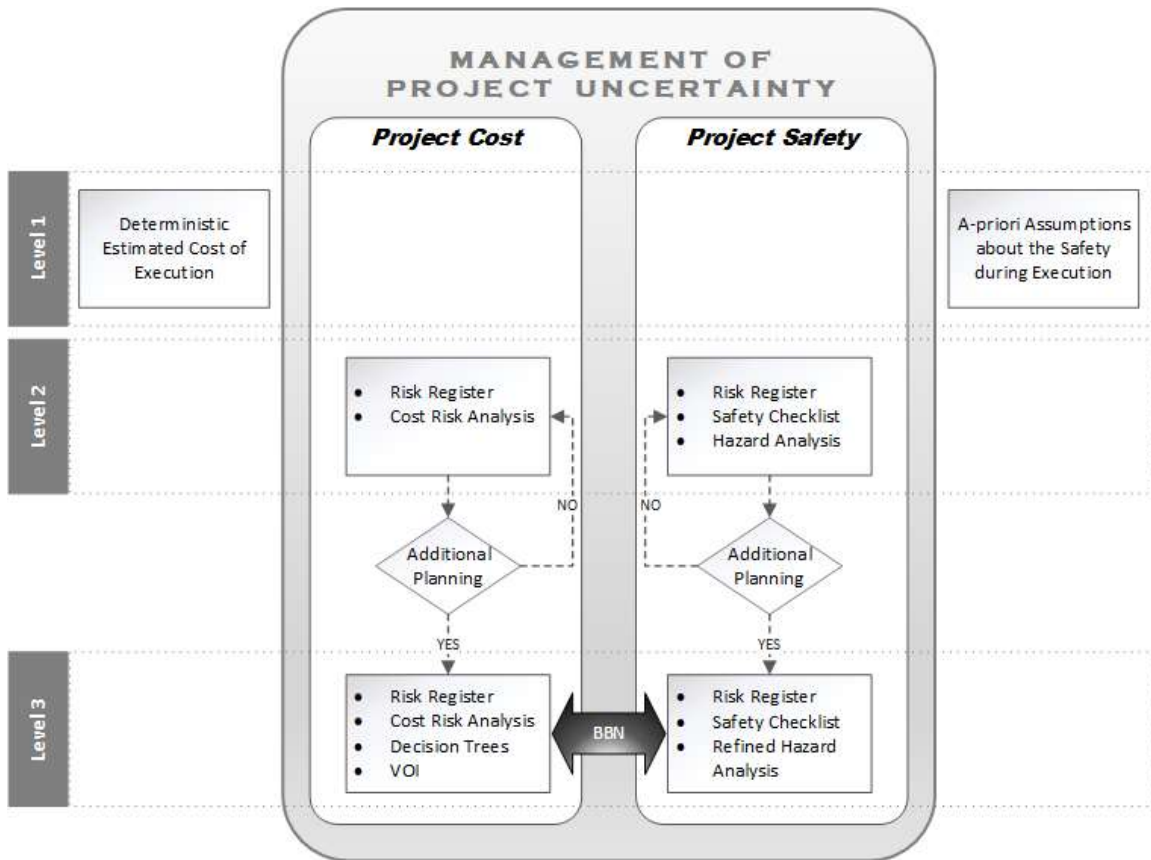 MANAGEMENT OF
PROJECT UNCERTAINTY
Project Cost
Project Safety
Level 1
Deterministic
Estimated Cost of
Execution
A-priori Assumptions
about the Safety
during Execution
Level 2
• Risk Register
• Cost Risk Analysis
• Risk Register
• Safety Checklist
• Hazard Analysis
NO
NO
Additional
Planning
Additional
Planning
YES
YES
Level 3
• Risk Register
• Cost Risk Analysis
• Decision Trees
• VOI
BBN
• Risk Register
• Safety Checklist
• Refined Hazard
Analysis